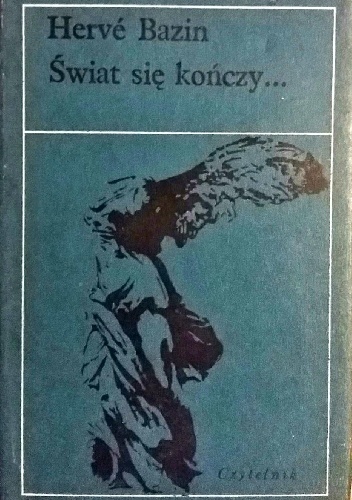 Hervé Bazin
Świat się kończy...
Czytelnik